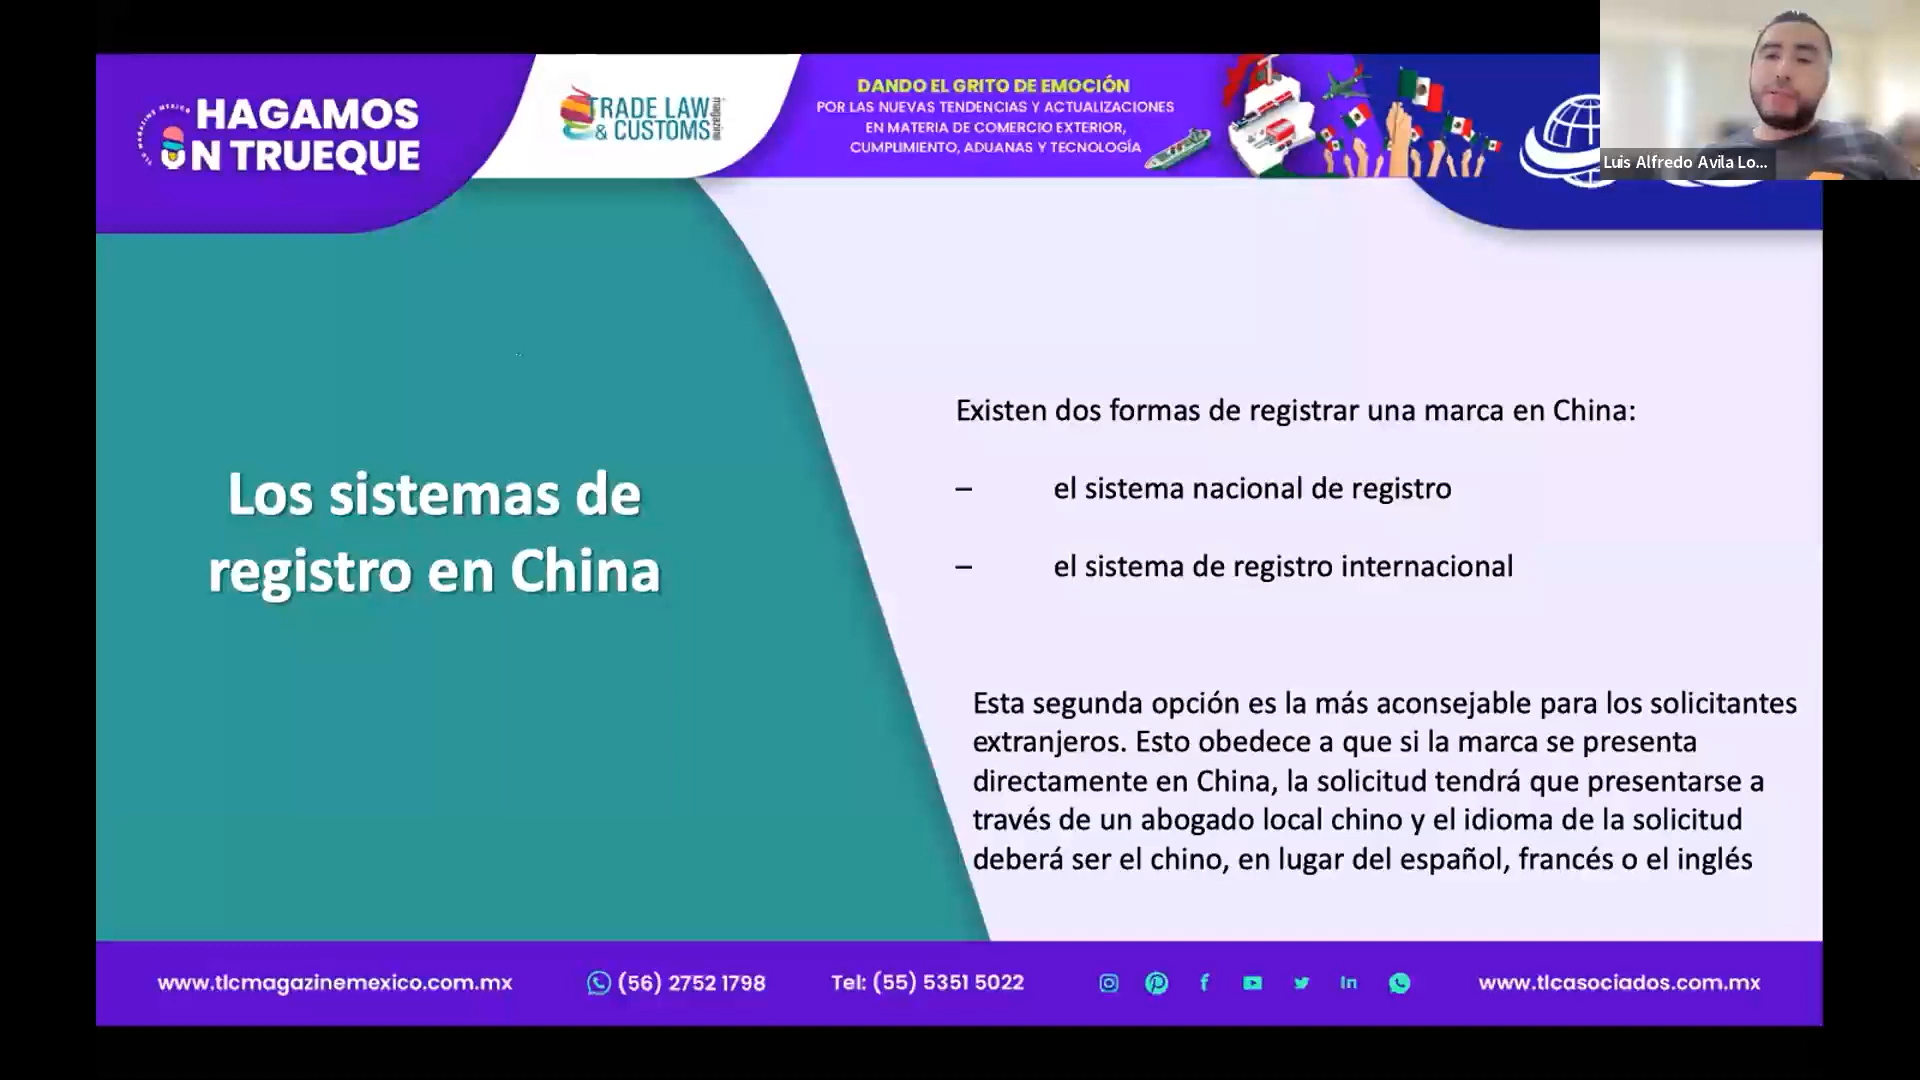 HAGAMOS
UN TRUEQUE
TRADE LAW
& CUSTOMS
magazine
DANDO EL GRITO DE EMOCIÓN
POR LAS NUEVAS TENDENCIAS Y ACTUALIZACIONES
EN MATERIA DE COMERCIO EXTERIOR,
CUMPLIMIENTO, ADUANAS Y TECNOLOGÍA
Luis Alfredo Avila Lo...
Los sistemas de
registro en China
Existen dos formas de registrar una marca en China:
– el sistema nacional de registro
– el sistema de registro internacional
Esta segunda opción es la más aconsejable para los solicitantes
extranjeros. Esto obedece a que si la marca se presenta
directamente en China, la solicitud tendrá que presentarse a
través de un abogado local chino y el idioma de la solicitud
deberá ser el chino, en lugar del español, francés o el inglés
www.tlcmagazinemexico.com.mx
(56) 2752 1798
Tel: (55) 5351 5022
www.tlcasociados.com.mx